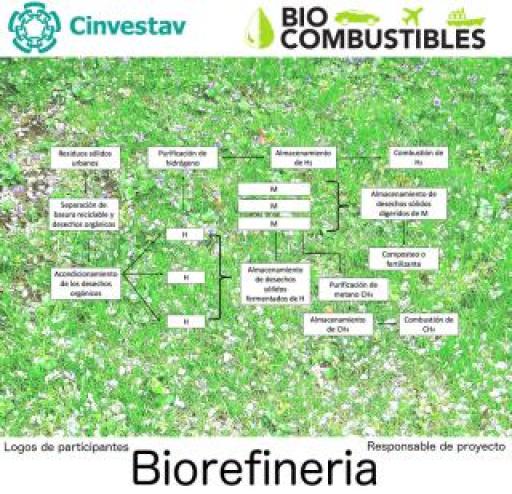 Cinvestav
BIO
COMBUSTIBLES
Residuos sólidos
urbanos
Purificación de
hidrógeno
Almacenamiento
de H₂
Combustión de
H₂
Separación de
basura reciclable y
desechos orgánicos
M
M
M
Almacenamiento de
desechos sólidos
digeridos de M
H
Composteo o
fertilizante
Acondicionamiento
de los desechos
orgánicos
H
Almacenamiento
de desechos
sólidos
fermentados de H
Purificación de
metano CH₄
H
Almacenamiento
de CH₄
Combustión de
CH₄
Logos de participantes
Responsable de proyecto
Biorefineria